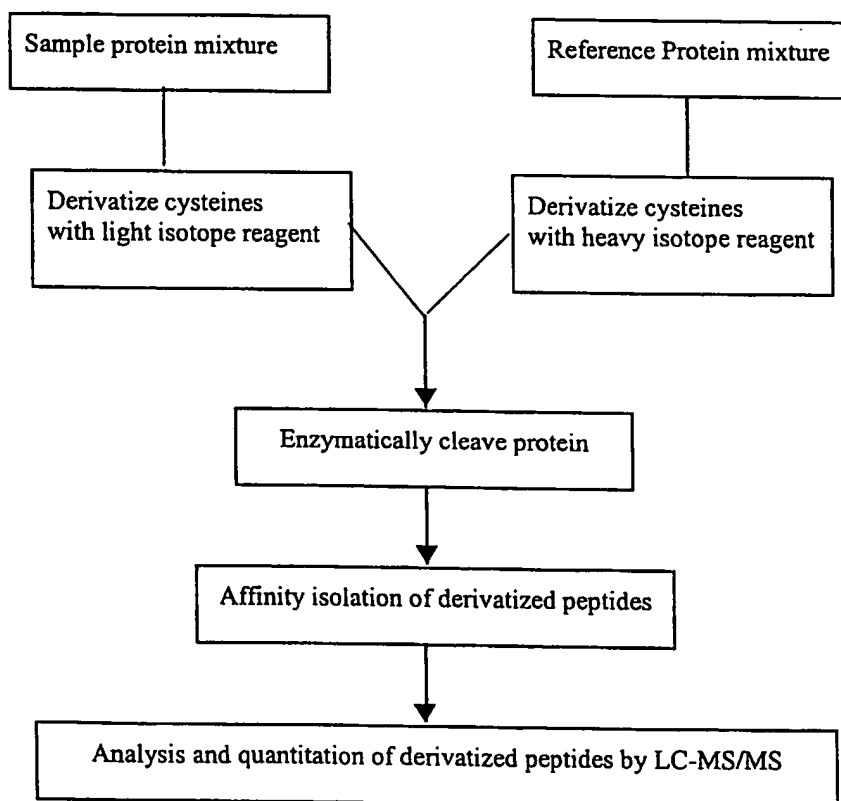 Sample protein mixture
Reference Protein mixture
Derivatize cysteines
with light isotope reagent
Derivatize cysteines
with heavy isotope reagent
Enzymatically cleave protein
Affinity isolation of derivatized peptides
Analysis and quantitation of derivatized peptides by LC-MS/MS